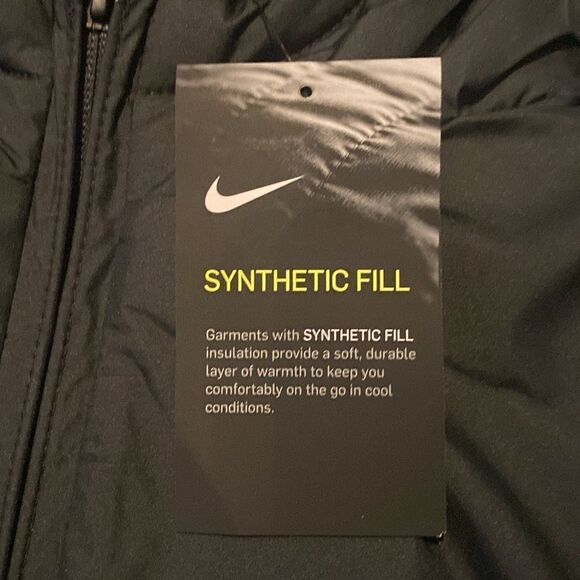 SYNTHETIC FILL
Garments with SYNTHETIC FILL
insulation provide a soft, durable
layer of warmth to keep you
comfortably on the go in cool
conditions.